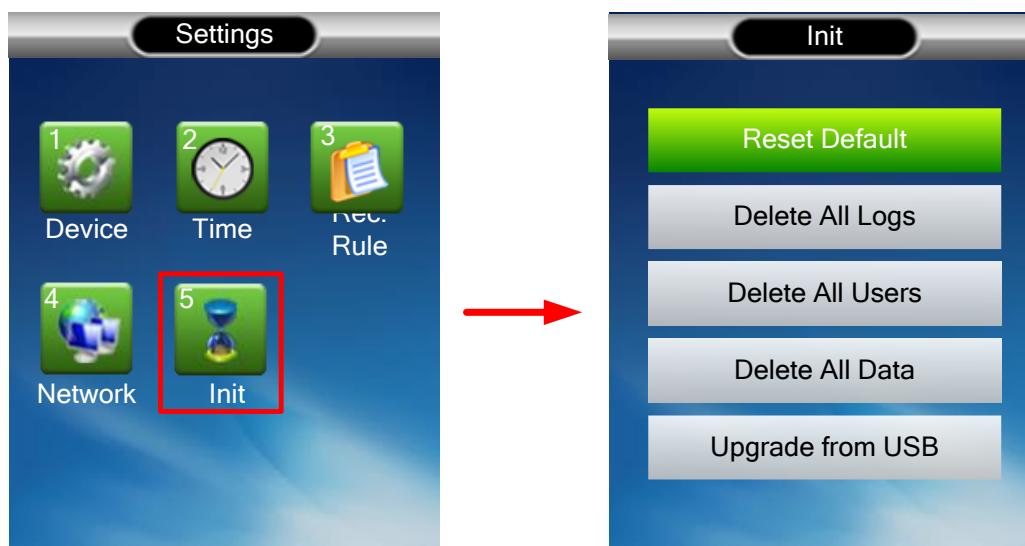 Settings
1
2
3
Device
Time
Rec.
Rule
4
5
Network
Init
Init
Reset Default
Delete All Logs
Delete All Users
Delete All Data
Upgrade from USB